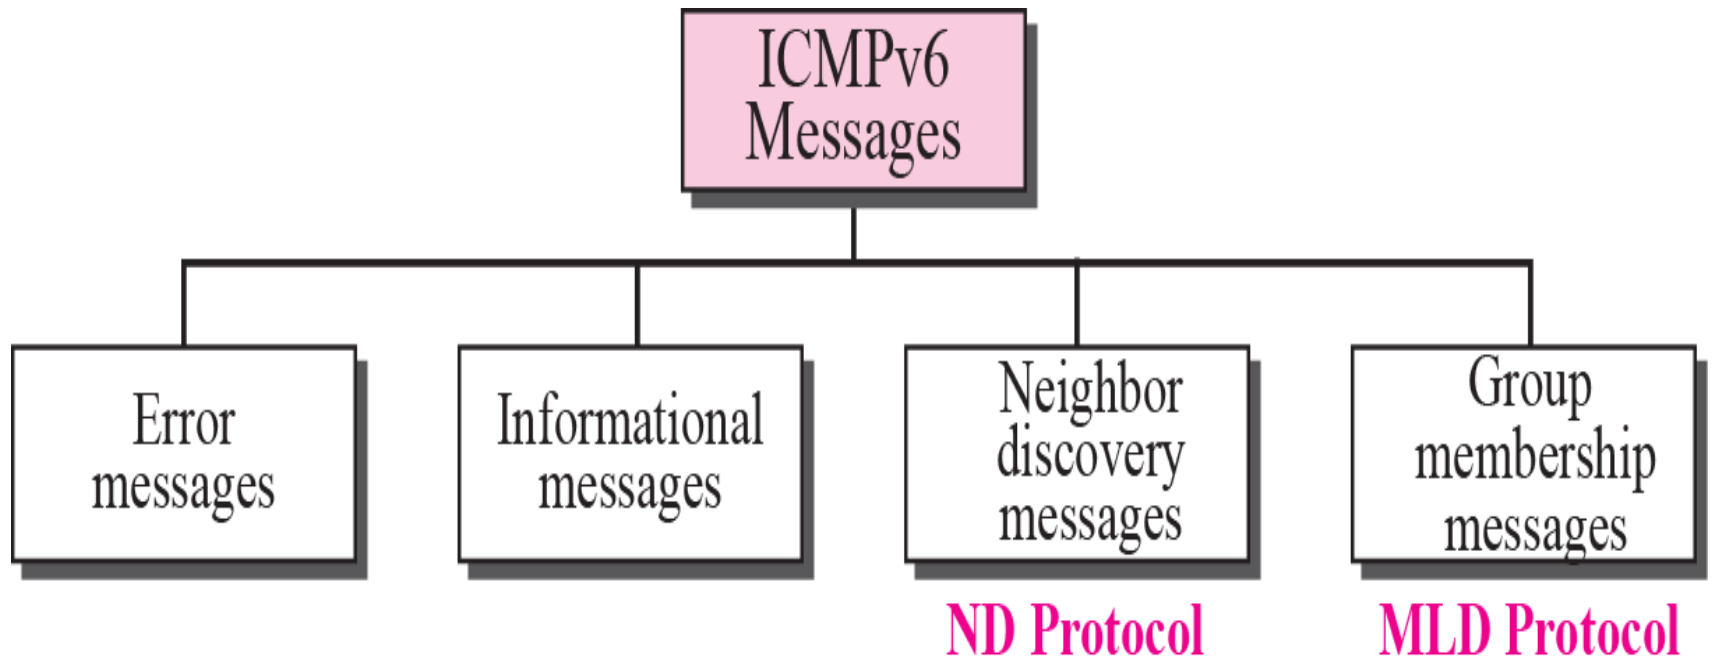 ICMPv6
Messages
Error
messages
Informational
messages
Neighbor
discovery
messages
Group
membership
messages
ND Protocol
MLD Protocol